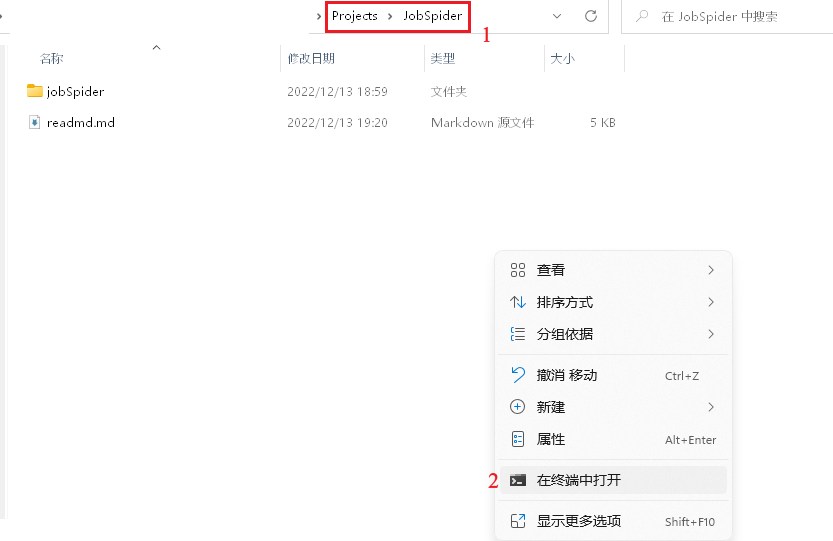 Projects > JobSpider
在 JobSpider 中搜索
1
名称 修改日期 类型 大小
jobSpider 2022/12/13 18:59 文件夹
readmd.md 2022/12/13 19:20 Markdown 源文件 5 KB
查看
排序方式
分组依据
撤消 移动 Ctrl+Z
新建
属性 Alt+Enter
2 在终端中打开
显示更多选项 Shift+F10